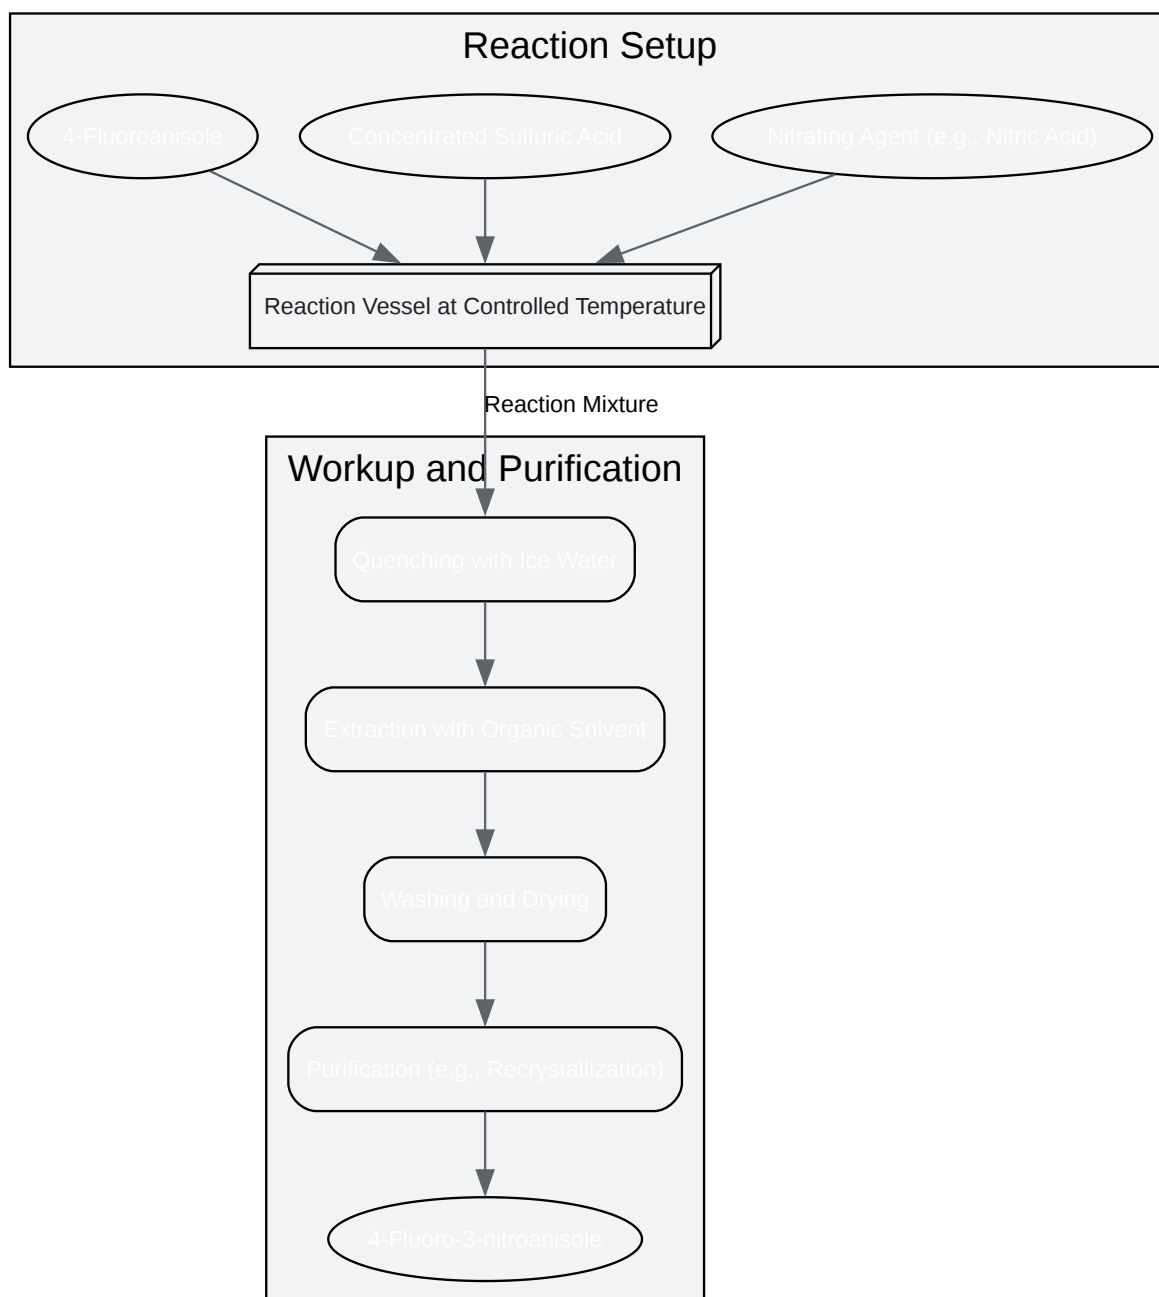 Reaction Setup
4-Fluoroanisole
Concentrated Sulfuric Acid
Nitrating Agent (e.g., Nitric Acid)
Reaction Vessel at Controlled Temperature
Reaction Mixture
Workup and Purification
Quenching with Ice Water
Extraction with Organic Solvent
Washing and Drying
Purification (e.g., Recrystallization)
4-Fluoro-3-nitroanisole